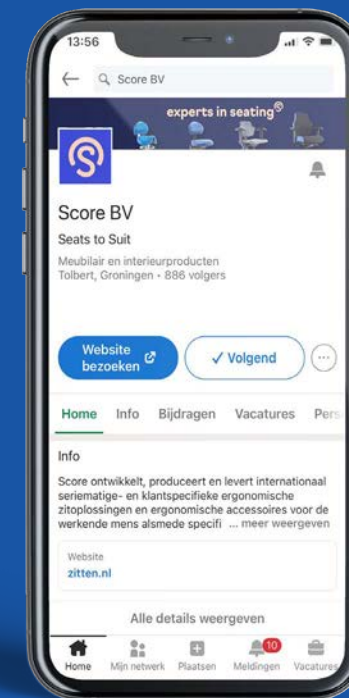 13:56
Score BV
experts in seating
Score BV
Seats to Suit
Meubilair en interieurproducten
Tolbert, Groningen • 886 volgers
Website
bezoeken
✓ Volgend
Home Info Bijdragen Vacatures Pers
Info
Score ontwikkelt, produceert en levert internationaal
seriematige- en klantspecifieke ergonomische
zitoplossingen en ergonomische accessoires voor de
werkende mens alsmede specifi ... meer weergeven
Website
zitten.nl
Alle details weergeven
10
Home Mijn netwerk Plaatsen Meldingen Vacatures